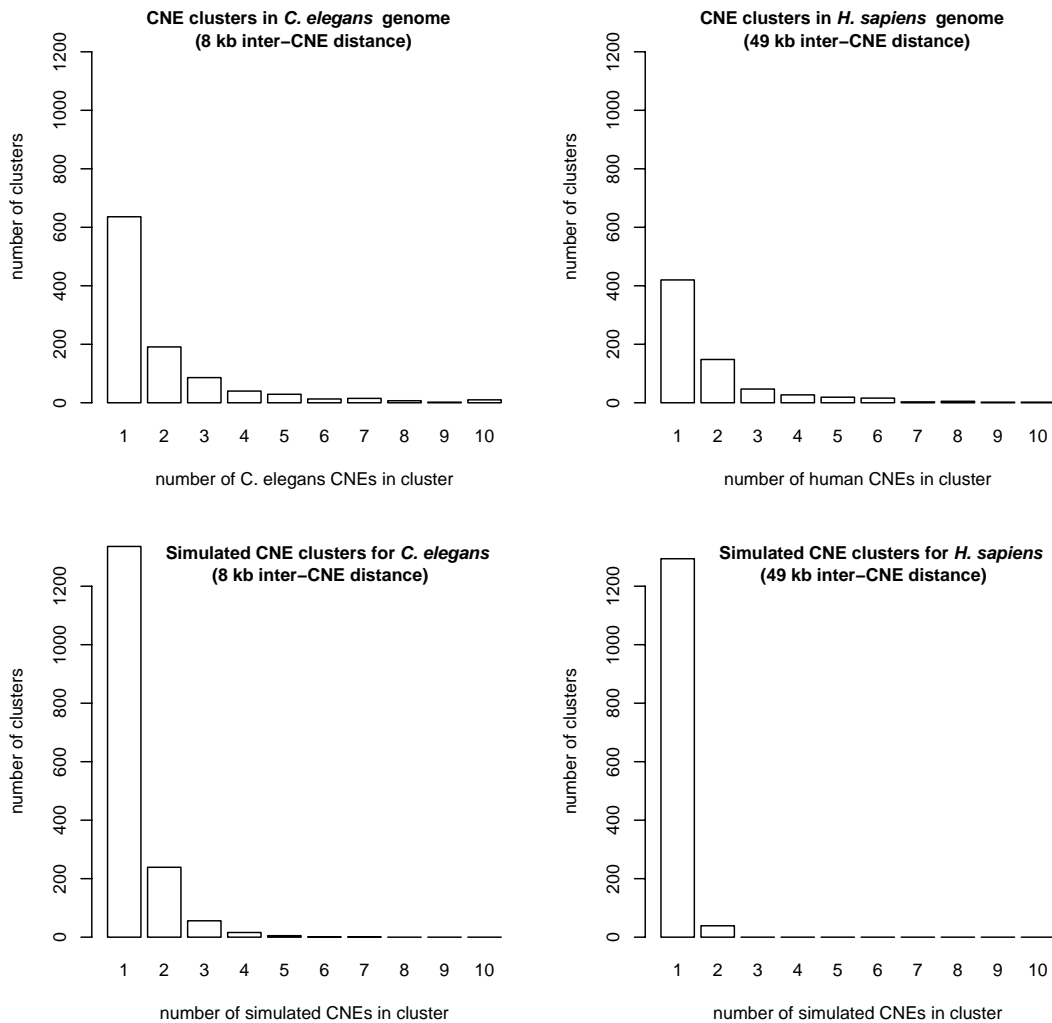 CNE clusters in C. elegans genome
(8 kb inter−CNE distance)
number of clusters
0
200
400
600
800
1000
1200
1 2 3 4 5 6 7 8 9 10
number of C. elegans CNEs in cluster
CNE clusters in H. sapiens genome
(49 kb inter−CNE distance)
number of clusters
0
200
400
600
800
1000
1200
1 2 3 4 5 6 7 8 9 10
number of human CNEs in cluster
Simulated CNE clusters for C. elegans
(8 kb inter−CNE distance)
number of clusters
0
200
400
600
800
1000
1200
1 2 3 4 5 6 7 8 9 10
number of simulated CNEs in cluster
Simulated CNE clusters for H. sapiens
(49 kb inter−CNE distance)
number of clusters
0
200
400
600
800
1000
1200
1 2 3 4 5 6 7 8 9 10
number of simulated CNEs in cluster